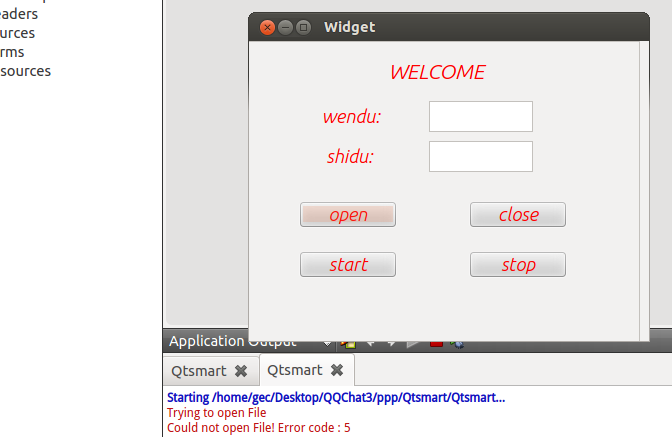 eaders
urces
rms
sources
Widget
WELCOME
wendu:
shidu:
open close
start stop
Application Output
Qtsmart Qtsmart
Starting /home/gec/Desktop/QQChat3/ppp/Qtsmart/Qtsmart...
Trying to open File
Could not open File! Error code : 5